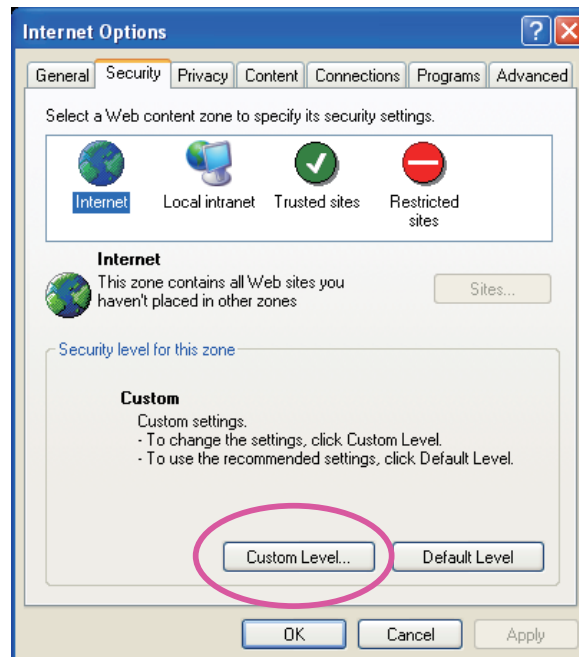 Internet Options
General Security Privacy Content Connections Programs Advanced
Select a Web content zone to specify its security settings.
Internet Local intranet Trusted sites Restricted sites
Internet
This zone contains all Web sites you
haven't placed in other zones
Sites...
Security level for this zone
Custom
Custom settings.
- To change the settings, click Custom Level.
- To use the recommended settings, click Default Level.
Custom Level... Default Level
OK Cancel Apply